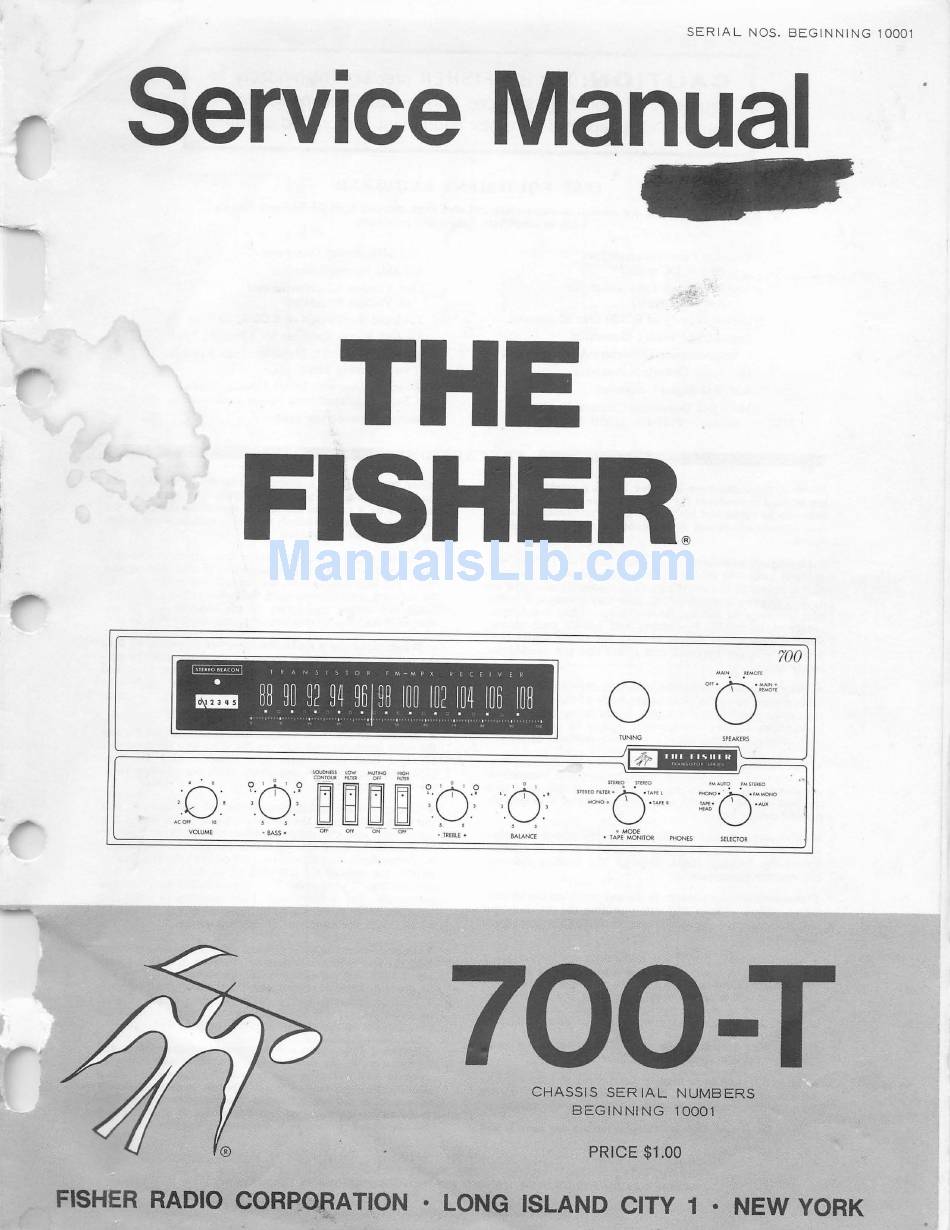 SERIAL NOS. BEGINNING 10001
Service Manual
THE
FISHER®
ManualsLib.com
700
STEREO BEACON
TRANSISTOR FM-MPX RECEIVER
012345
88 90 92 94 96 98 100 102 104 106 108
MAIN REMOTE
OFF MAIN + REMOTE
TUNING SPEAKERS
THE FISHER
TRANSISTOR SERIES
LOUDNESS CONTOUR LOW FILTER MUTING OFF HIGH FILTER
OFF OFF ON OFF
AC OFF 10
VOLUME - BASS + - TREBLE + BALANCE
STEREO STEREO
STEREO FILTER TAPE L
MONO TAPE R
+ MODE
• TAPE MONITOR PHONES SELECTOR
FM AUTO FM STEREO
PHONO FM MONO
TAPE HEAD AUX
700-T
CHASSIS SERIAL NUMBERS
BEGINNING 10001
®
PRICE $1.00
FISHER RADIO CORPORATION · LONG ISLAND CITY 1 · NEW YORK